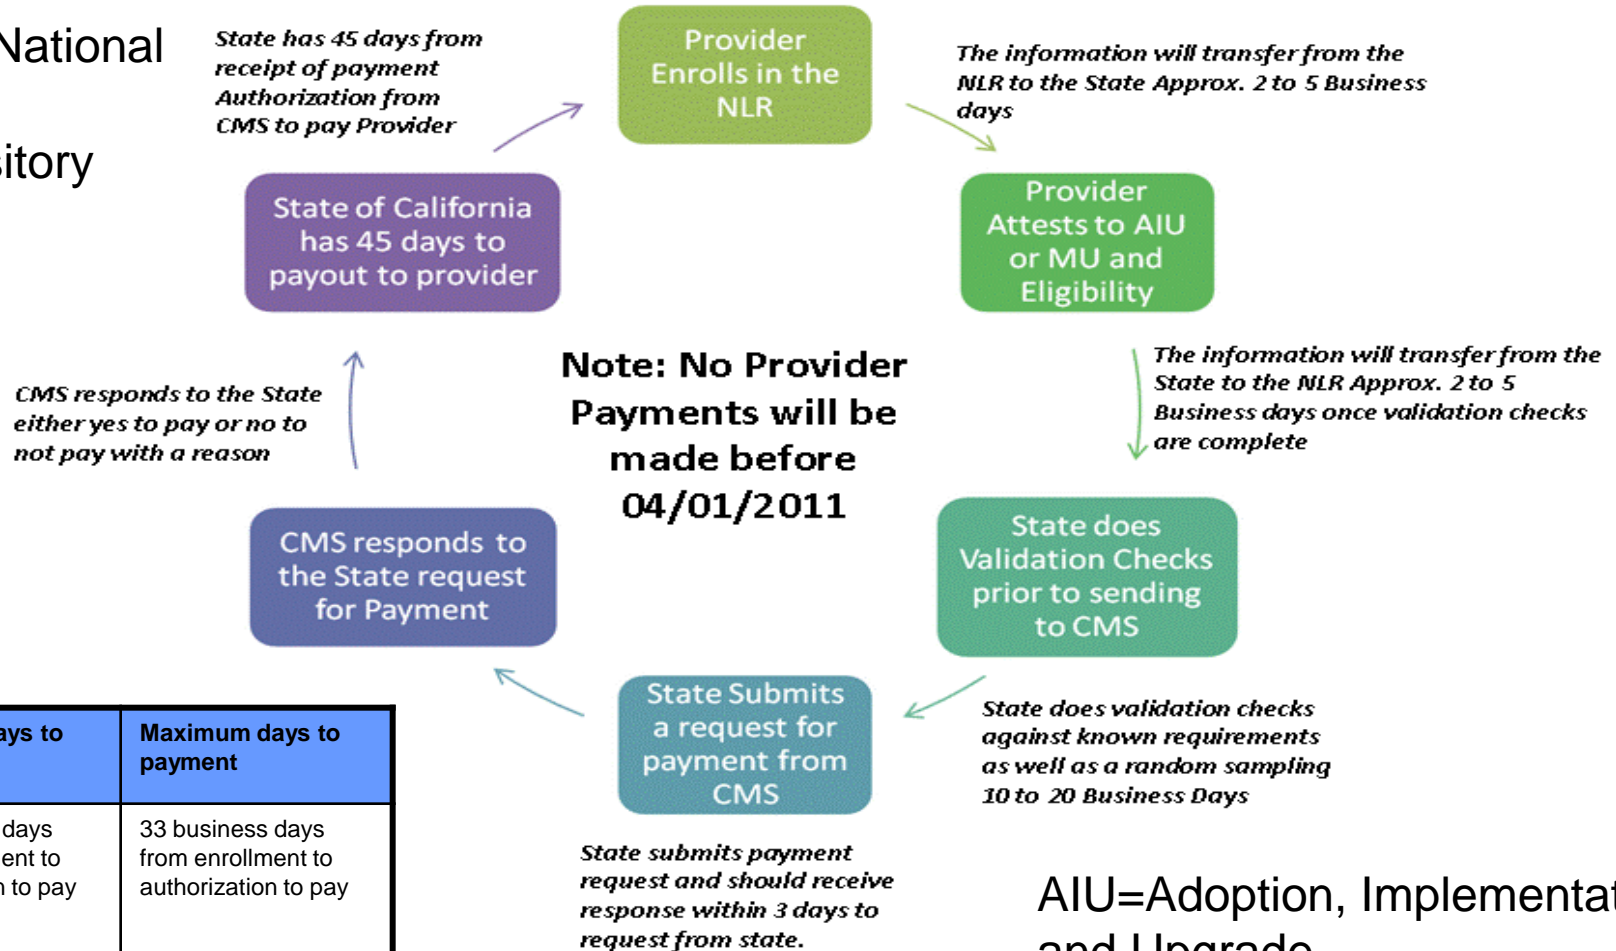 National
sitory
State has 45 days from
receipt of payment
Authorization from
CMS to pay Provider
Provider
Enrolls in the
NLR
The information will transfer from the
NLR to the State Approx. 2 to 5 Business
days
Provider
Attests to AIU
or MU and
Eligibility
The information will transfer from the
State to the NLR Approx. 2 to 5
Business days once validation checks
are complete
State does
Validation Checks
prior to sending
to CMS
State does validation checks
against known requirements
as well as a random sampling
10 to 20 Business Days
State Submits
a request for
payment from
CMS
State submits payment
request and should receive
response within 3 days to
request from state.
CMS responds to
the State request
for Payment
CMS responds to the State
either yes to pay or no to
not pay with a reason
State of California
has 45 days to
payout to provider
Note: No Provider
Payments will be
made before
04/01/2011
ays to
Maximum days to
payment
days
ent to
n to pay
33 business days
from enrollment to
authorization to pay
AIU=Adoption, Implementat
and Upgrade